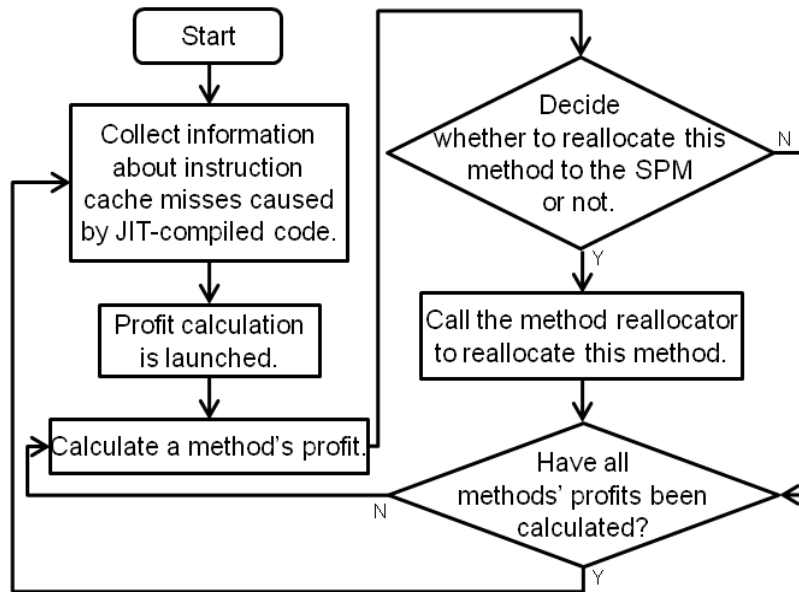 Start
Collect information
about instruction
cache misses caused
by JIT-compiled code.
Profit calculation
is launched.
Calculate a method's profit.
Decide
whether to reallocate this
method to the SPM
or not.
N
Y
Call the method reallocator
to reallocate this method.
Have all
methods' profits been
calculated?
N
Y